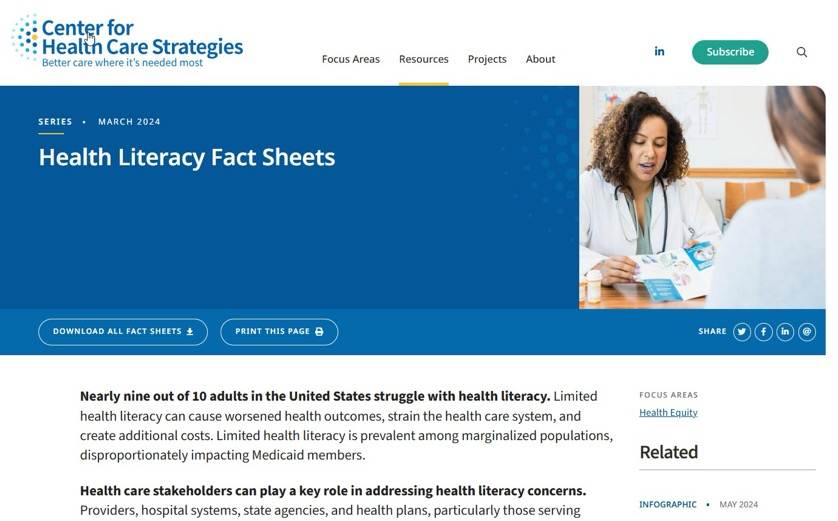 Center for
Health Care Strategies
Better care where it's needed most
Focus Areas
Resources
Projects
About
in
Subscribe
SERIES • MARCH 2024
Health Literacy Fact Sheets
DOWNLOAD ALL FACT SHEETS
PRINT THIS PAGE
SHARE
Nearly nine out of 10 adults in the United States struggle with health literacy. Limited
health literacy can cause worsened health outcomes, strain the health care system, and
create additional costs. Limited health literacy is prevalent among marginalized populations,
disproportionately impacting Medicaid members.
Health care stakeholders can play a key role in addressing health literacy concerns.
Providers, hospital systems, state agencies, and health plans, particularly those serving
FOCUS AREAS
Health Equity
Related
INFOGRAPHIC • MAY 2024